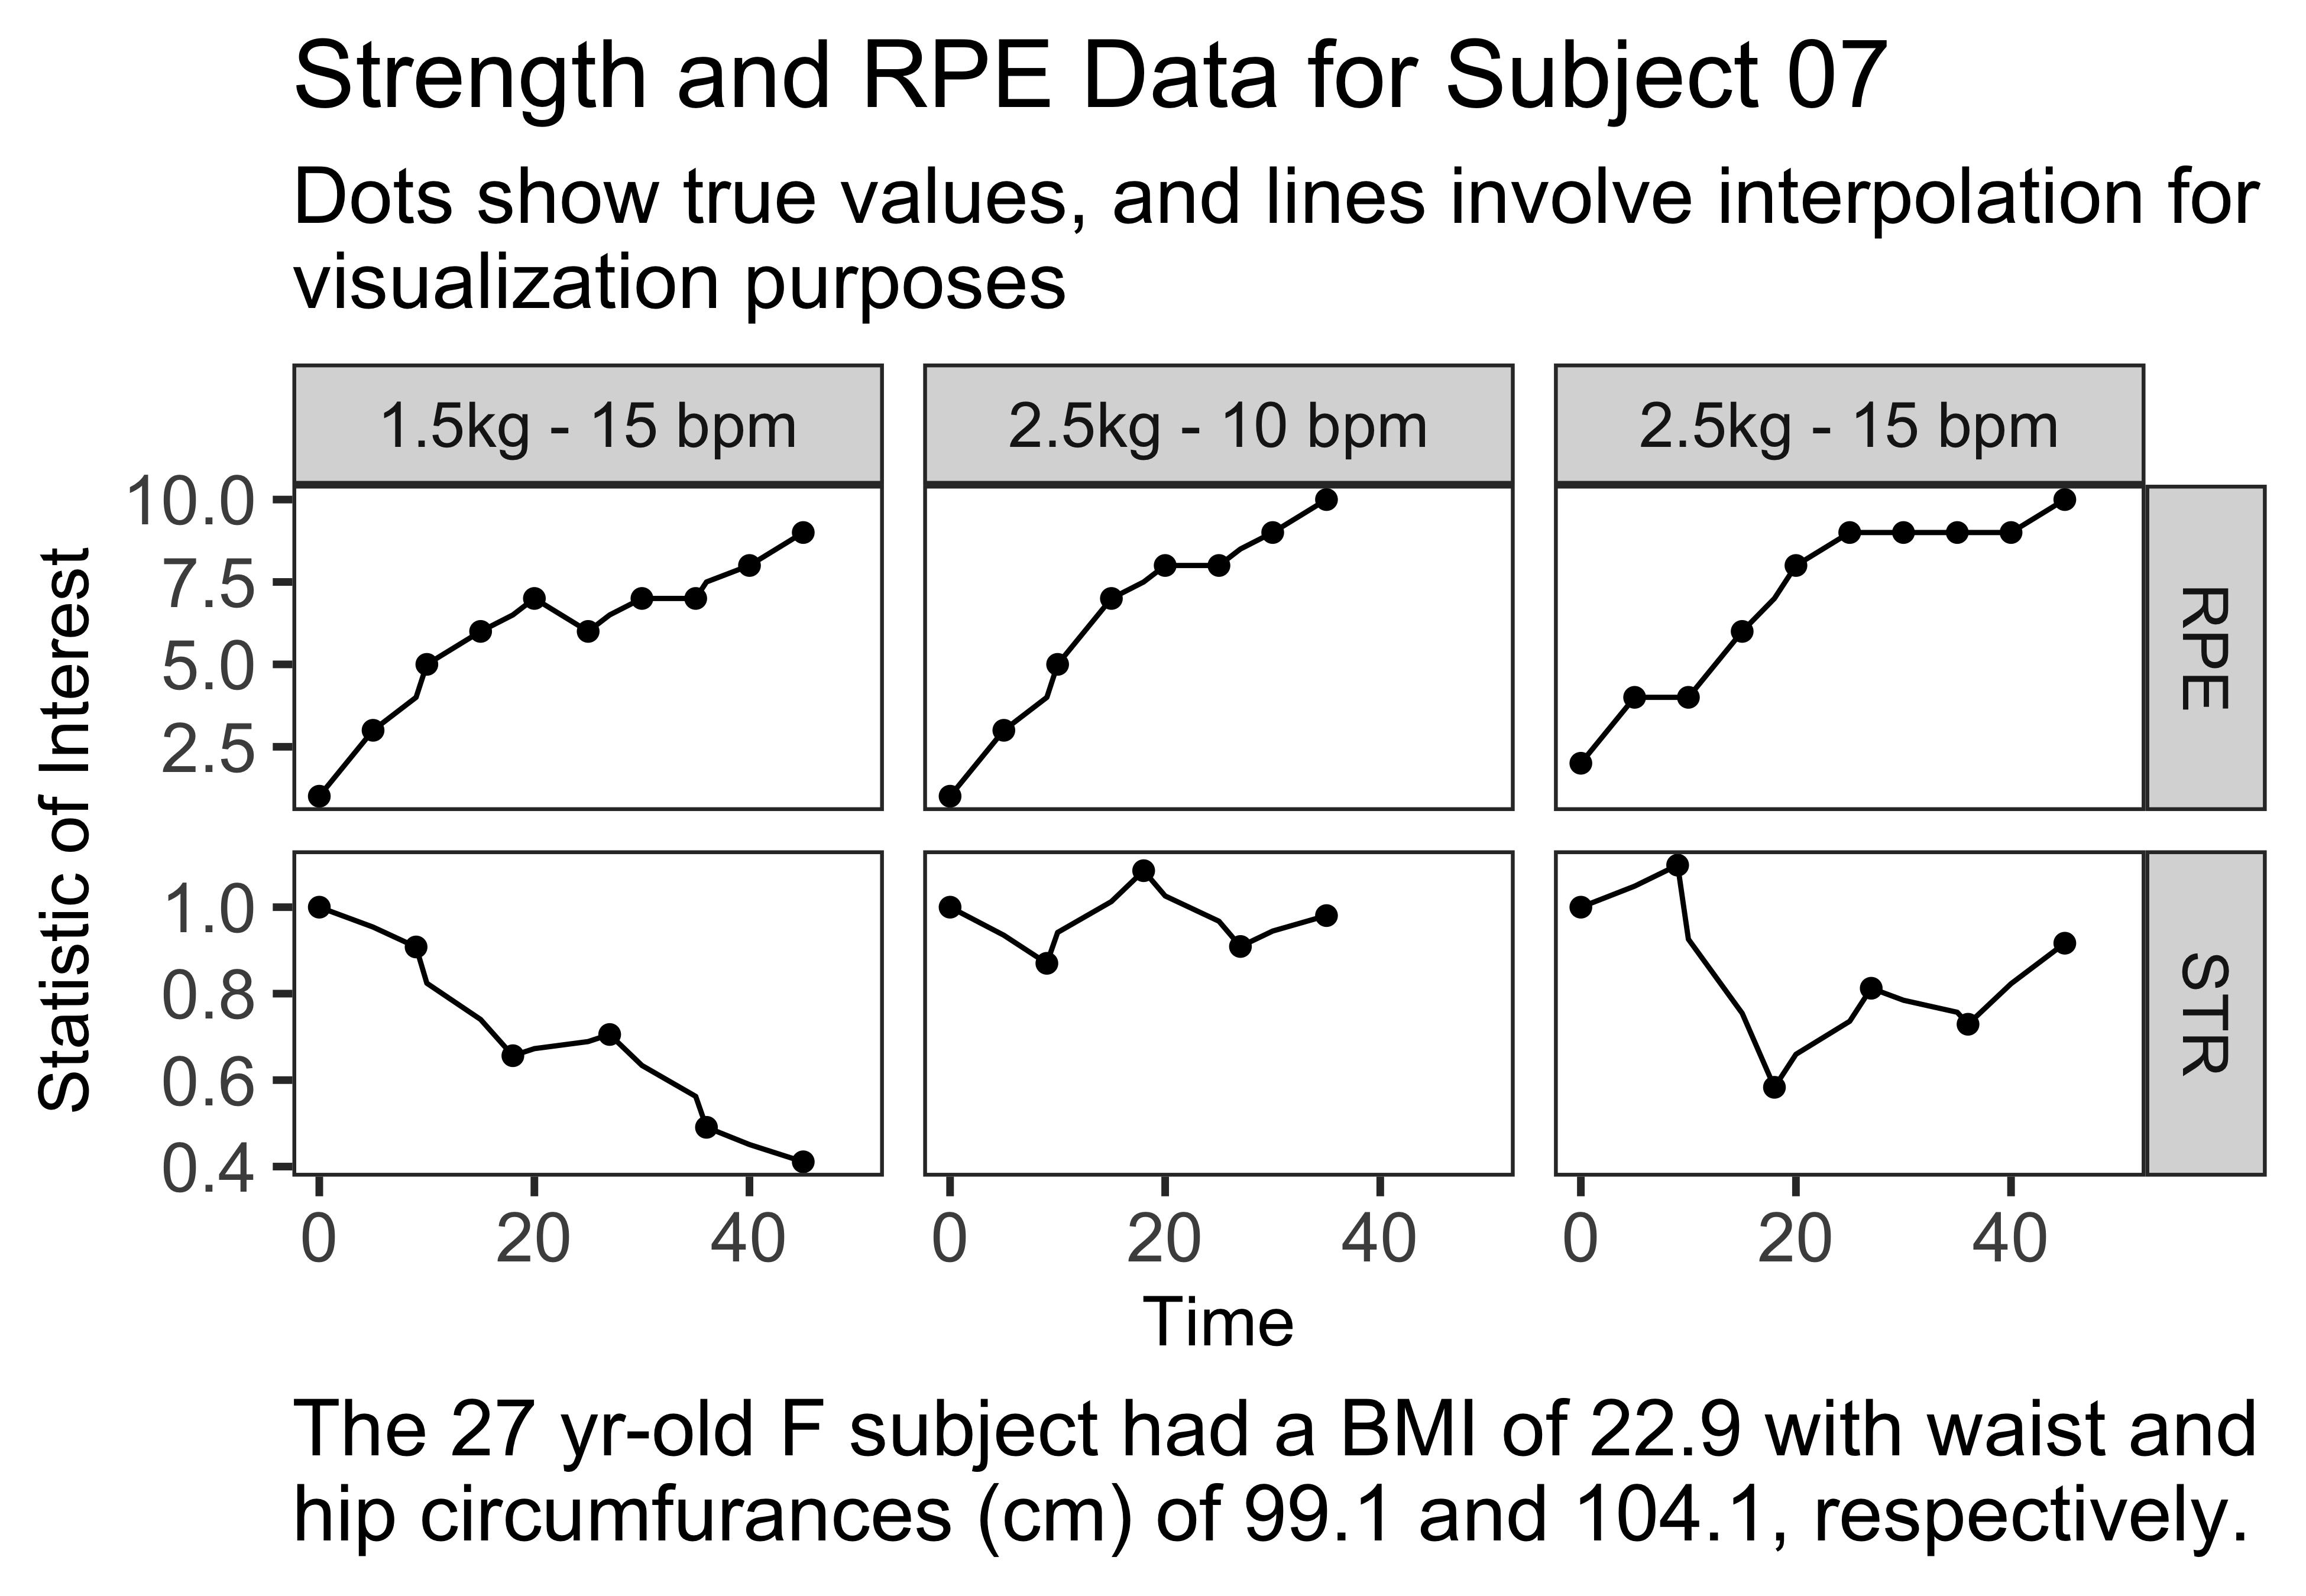 Strength and RPE Data for Subject 07
Dots show true values, and lines involve interpolation for
visualization purposes
1.5kg - 15 bpm
2.5kg - 10 bpm
2.5kg - 15 bpm
Statistic of Interest
10.0
7.5
5.0
2.5
RPE
1.0
0.8
0.6
0.4
STR
0 20 40
0 20 40
0 20 40
Time
The 27 yr-old F subject had a BMI of 22.9 with waist and
hip circumfurances (cm) of 99.1 and 104.1, respectively.